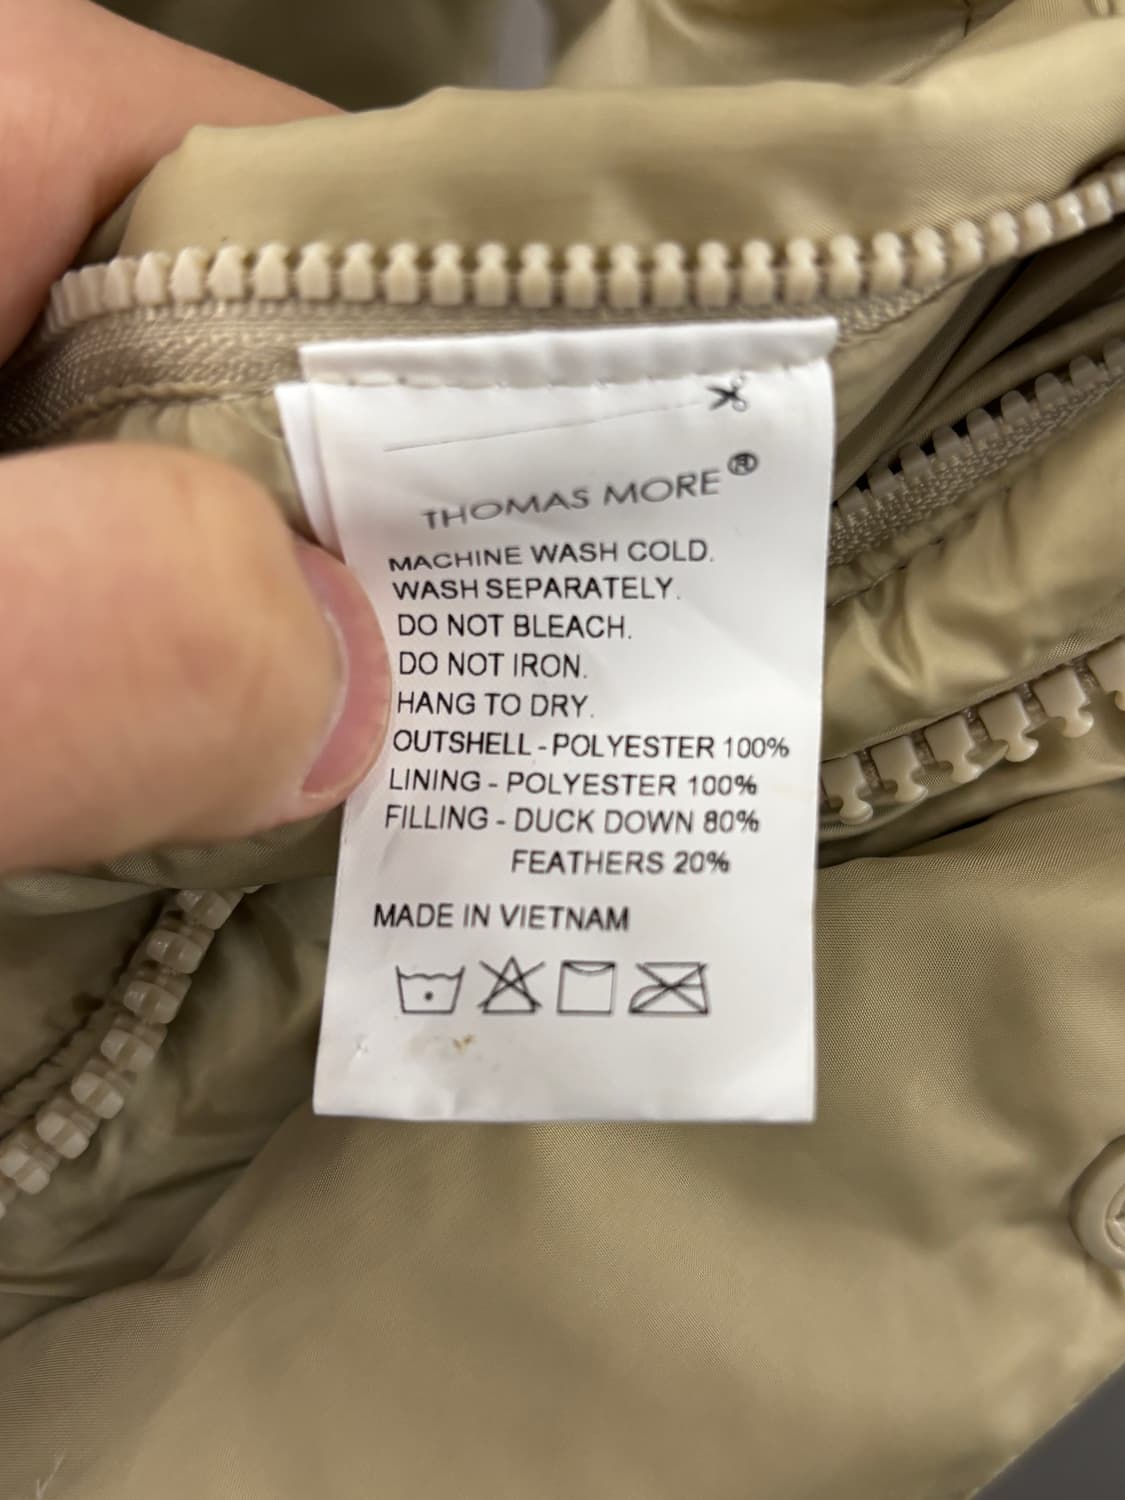 THOMAS MORE®
MACHINE WASH COLD.
WASH SEPARATELY.
DO NOT BLEACH.
DO NOT IRON.
HANG TO DRY.
OUTSHELL - POLYESTER 100%
LINING - POLYESTER 100%
FILLING - DUCK DOWN 80%
FEATHERS 20%
MADE IN VIETNAM